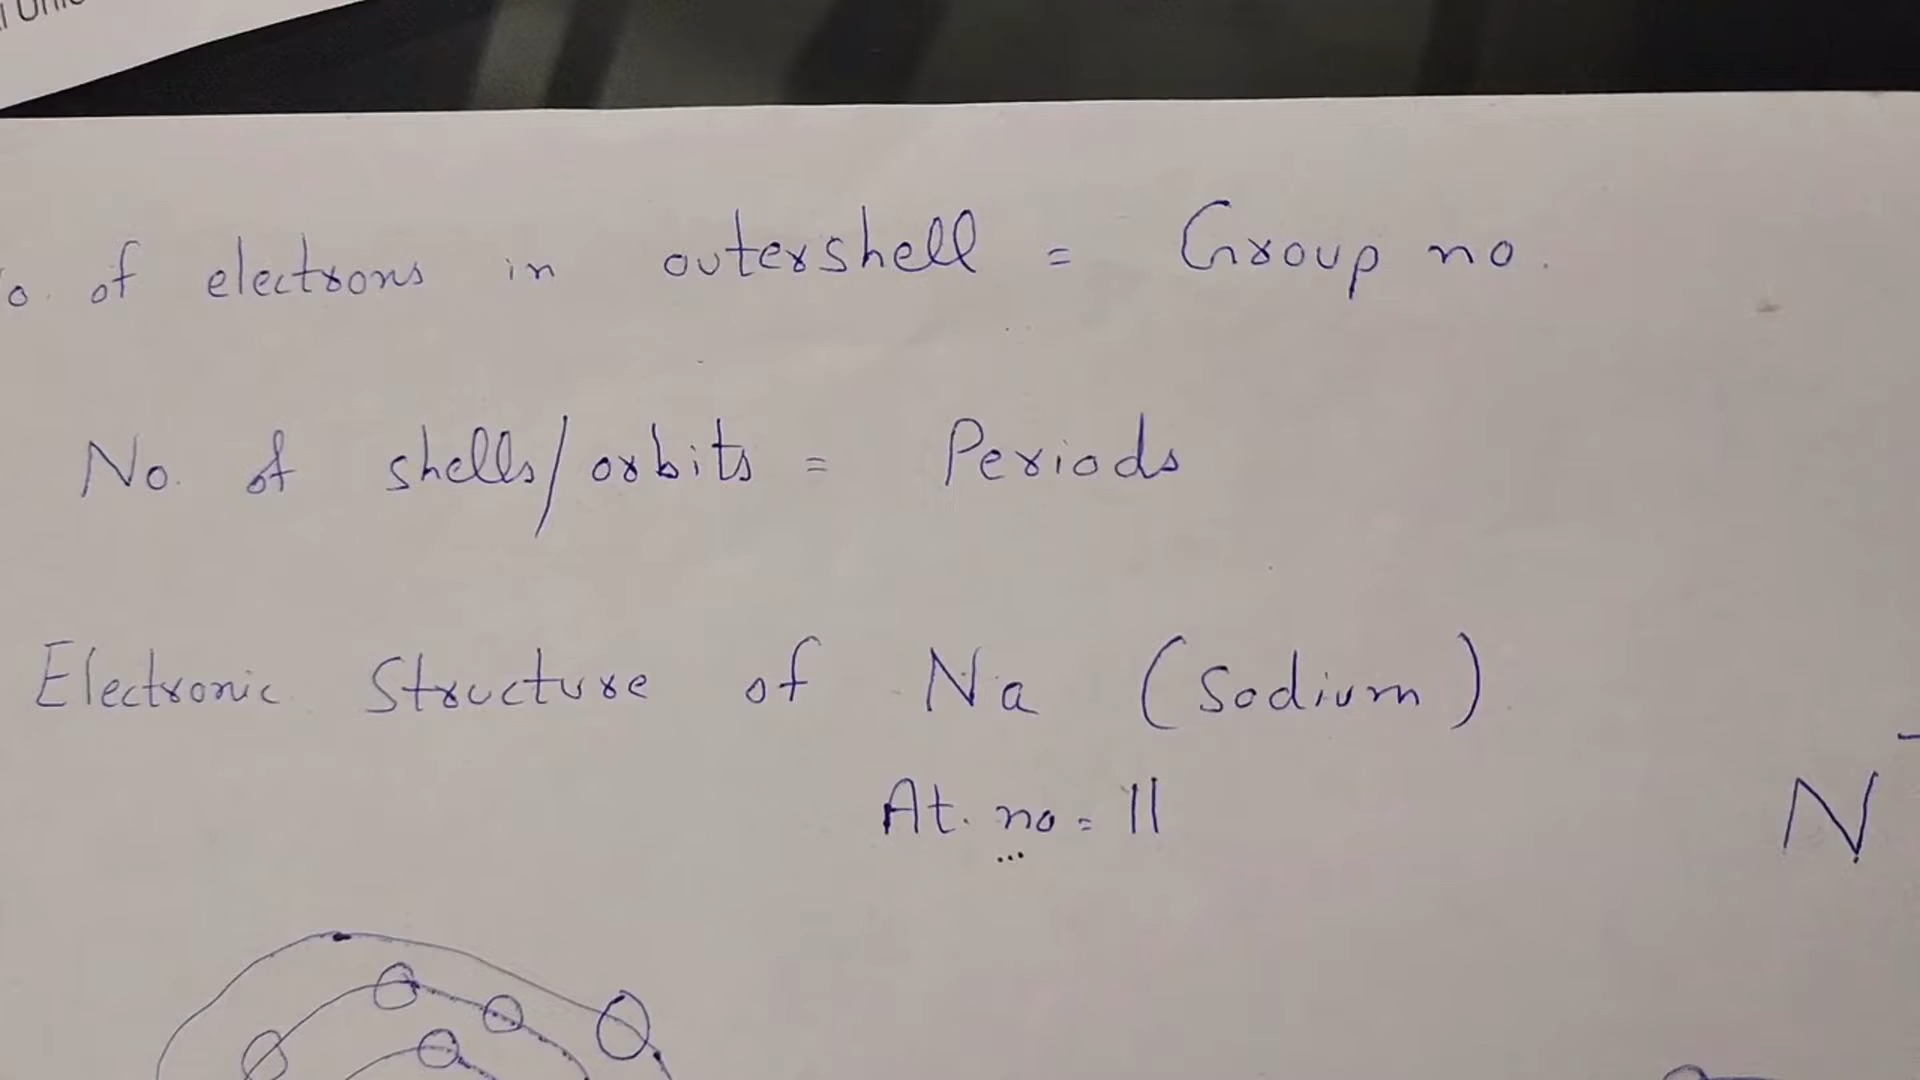 of electrons in outershell = Group no.
No. of shells/orbits = Periods
Electronic Structure of Na (Sodium)
At. no = 11
N